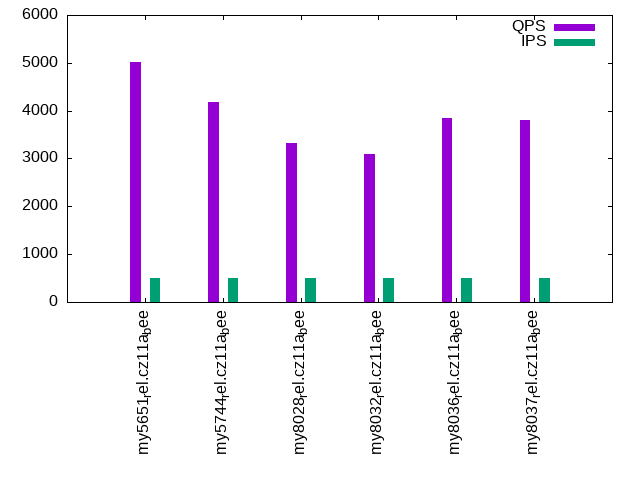 QPS
IPS
6000
5000
4000
3000
2000
1000
0
my5651rel.cz11abee
my5744rel.cz11abee
my8028rel.cz11abee
my8032rel.cz11abee
my8036rel.cz11abee
my8037rel.cz11abee